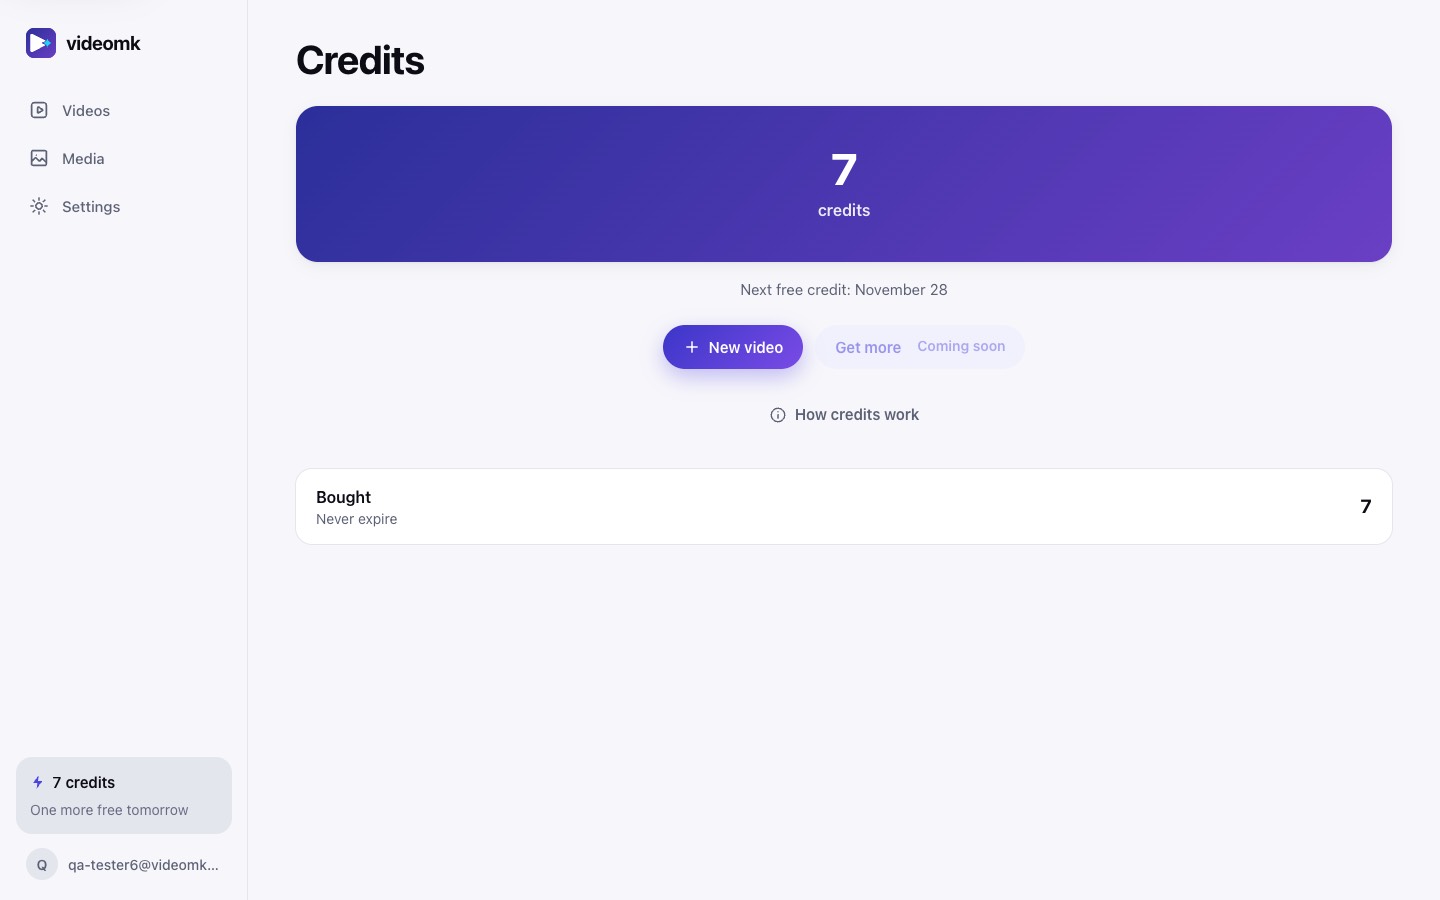 videomk
Videos
Media
Settings
7 credits
One more free tomorrow
Q
qa-tester6@videomk...
Credits
7
credits
Next free credit: November 28
New video
Get more Coming soon
How credits work
Bought
Never expire
7